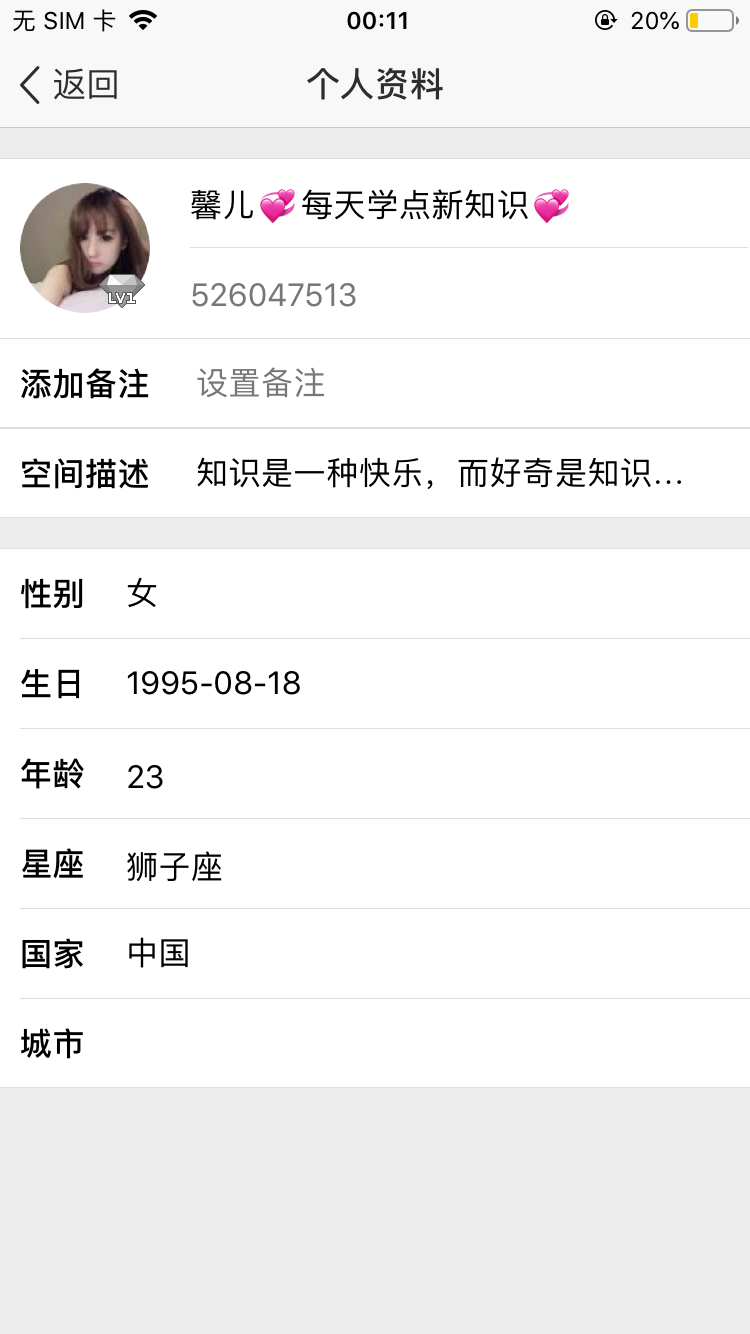 无 SIM 卡 00:11 20%
返回 个人资料
馨儿💞每天学点新知识💞
LV1
526047513
添加备注 设置备注
空间描述 知识是一种快乐，而好奇是知识...
性别 女
生日 1995-08-18
年龄 23
星座 狮子座
国家 中国
城市